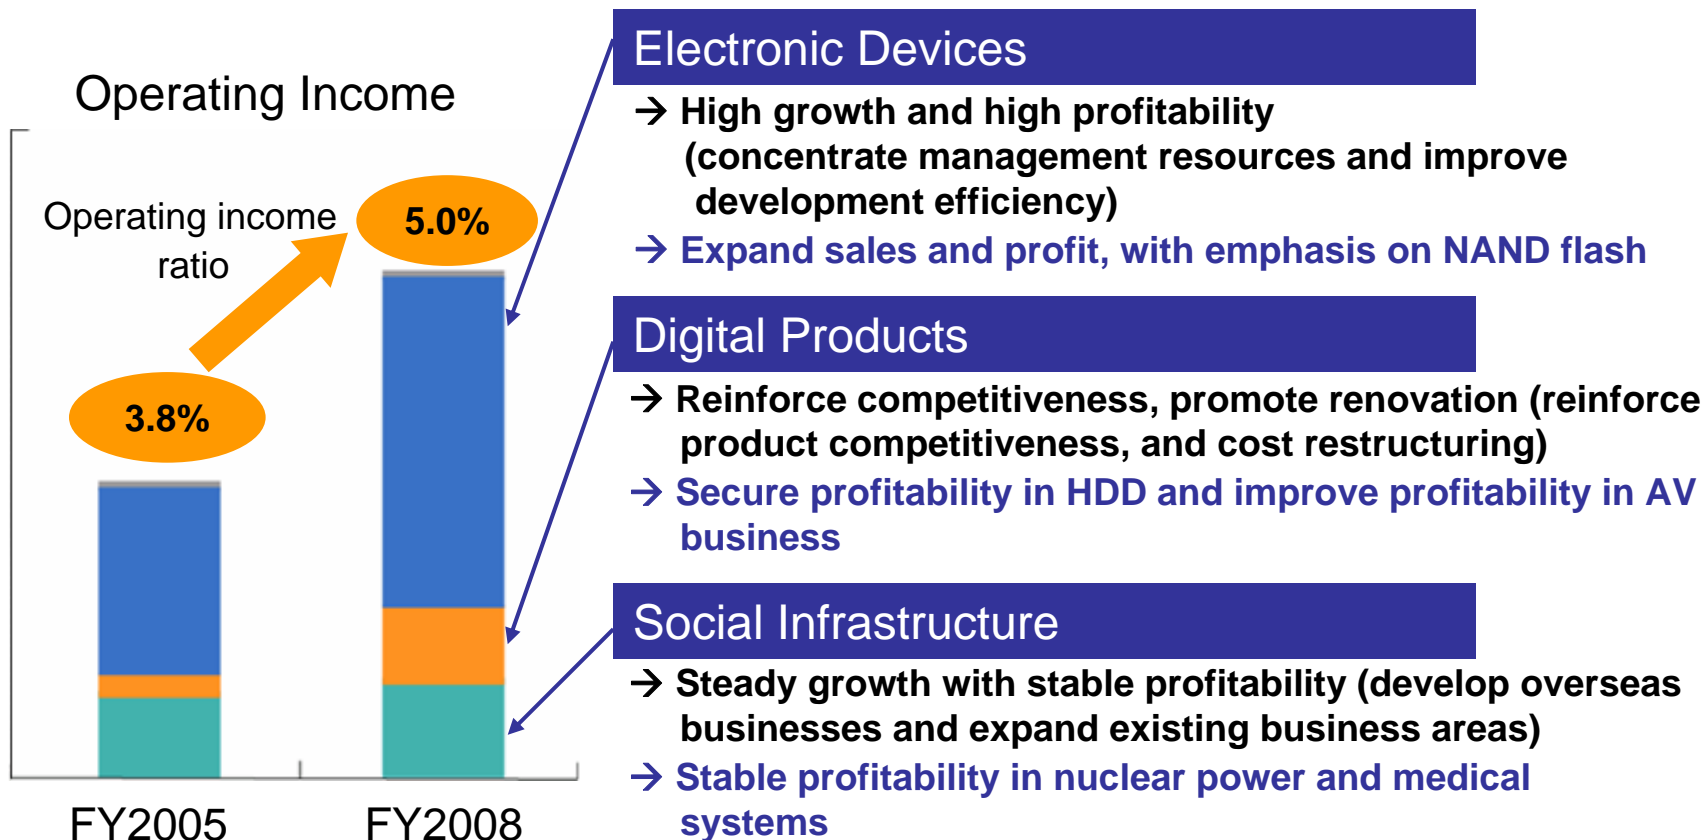 Operating Income
Operating income
ratio
5.0%
3.8%
FY2005
FY2008
Electronic Devices
→ High growth and high profitability
(concentrate management resources and improve
development efficiency)
→ Expand sales and profit, with emphasis on NAND flash
Digital Products
→ Reinforce competitiveness, promote renovation (reinforce
product competitiveness, and cost restructuring)
→ Secure profitability in HDD and improve profitability in AV
business
Social Infrastructure
→ Steady growth with stable profitability (develop overseas
businesses and expand existing business areas)
→ Stable profitability in nuclear power and medical
systems